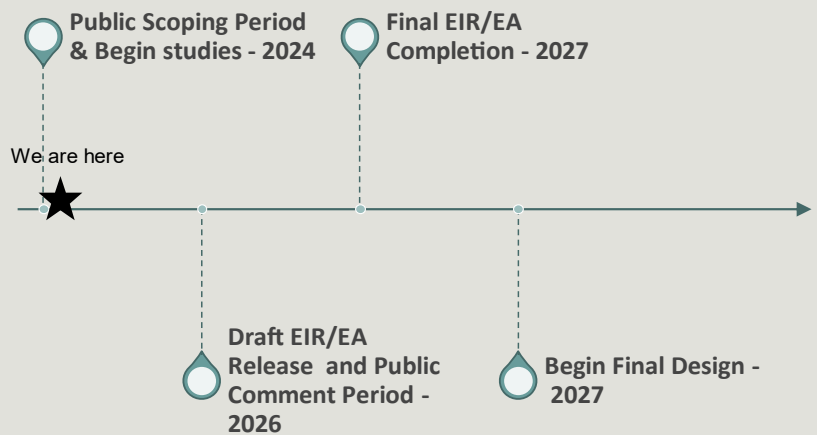 Public Scoping Period
& Begin studies - 2024
Final EIR/EA
Completion - 2027
We are here
Draft EIR/EA
Release and Public
Comment Period -
2026
Begin Final Design -
2027